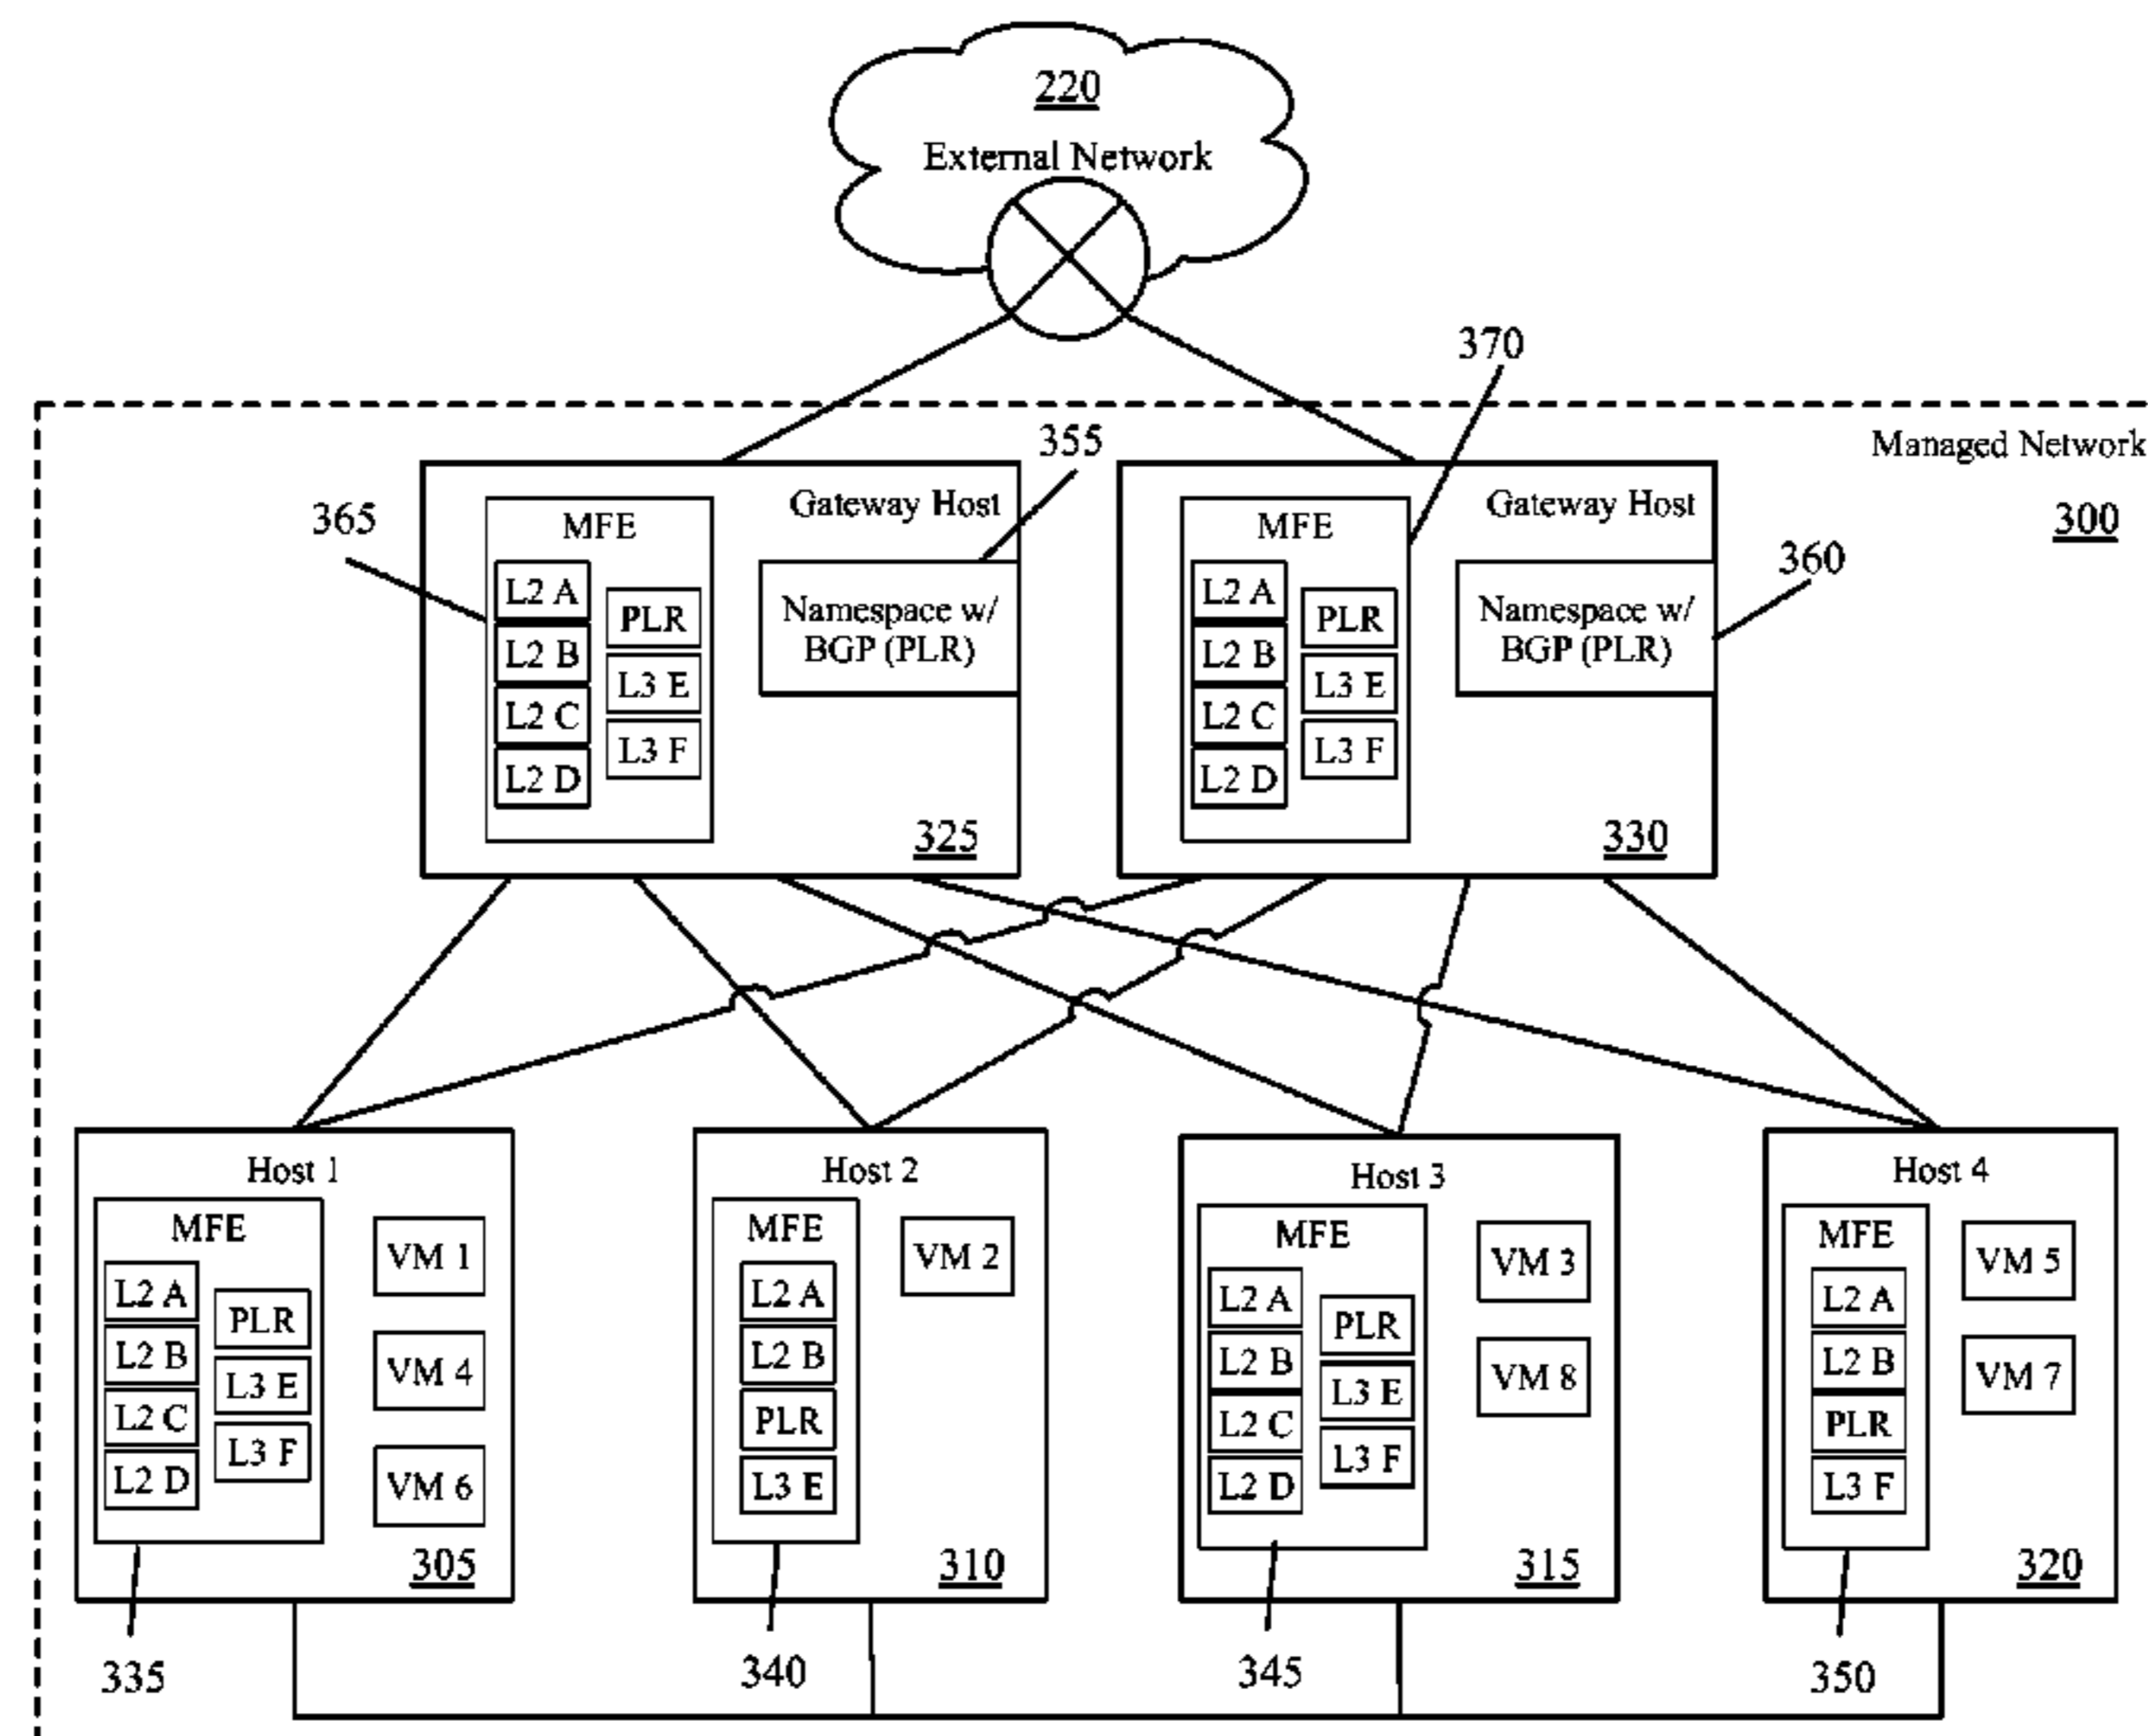 220
External Network
370
Managed Network
300
355
365
Gateway Host
MFE
L2 A
L2 B
L2 C
L2 D
PLR
L3 E
L3 F
Namespace w/
BGP (PLR)
325
Gateway Host
MFE
L2 A
L2 B
L2 C
L2 D
PLR
L3 E
L3 F
Namespace w/
BGP (PLR)
360
330
Host 1
MFE
L2 A
L2 B
L2 C
L2 D
PLR
L3 E
L3 F
VM 1
VM 4
VM 6
305
335
Host 2
MFE
L2 A
L2 B
PLR
L3 E
VM 2
310
340
Host 3
MFE
L2 A
L2 B
L2 C
L2 D
PLR
L3 E
L3 F
VM 3
VM 8
315
345
Host 4
MFE
L2 A
L2 B
PLR
L3 F
VM 5
VM 7
320
350